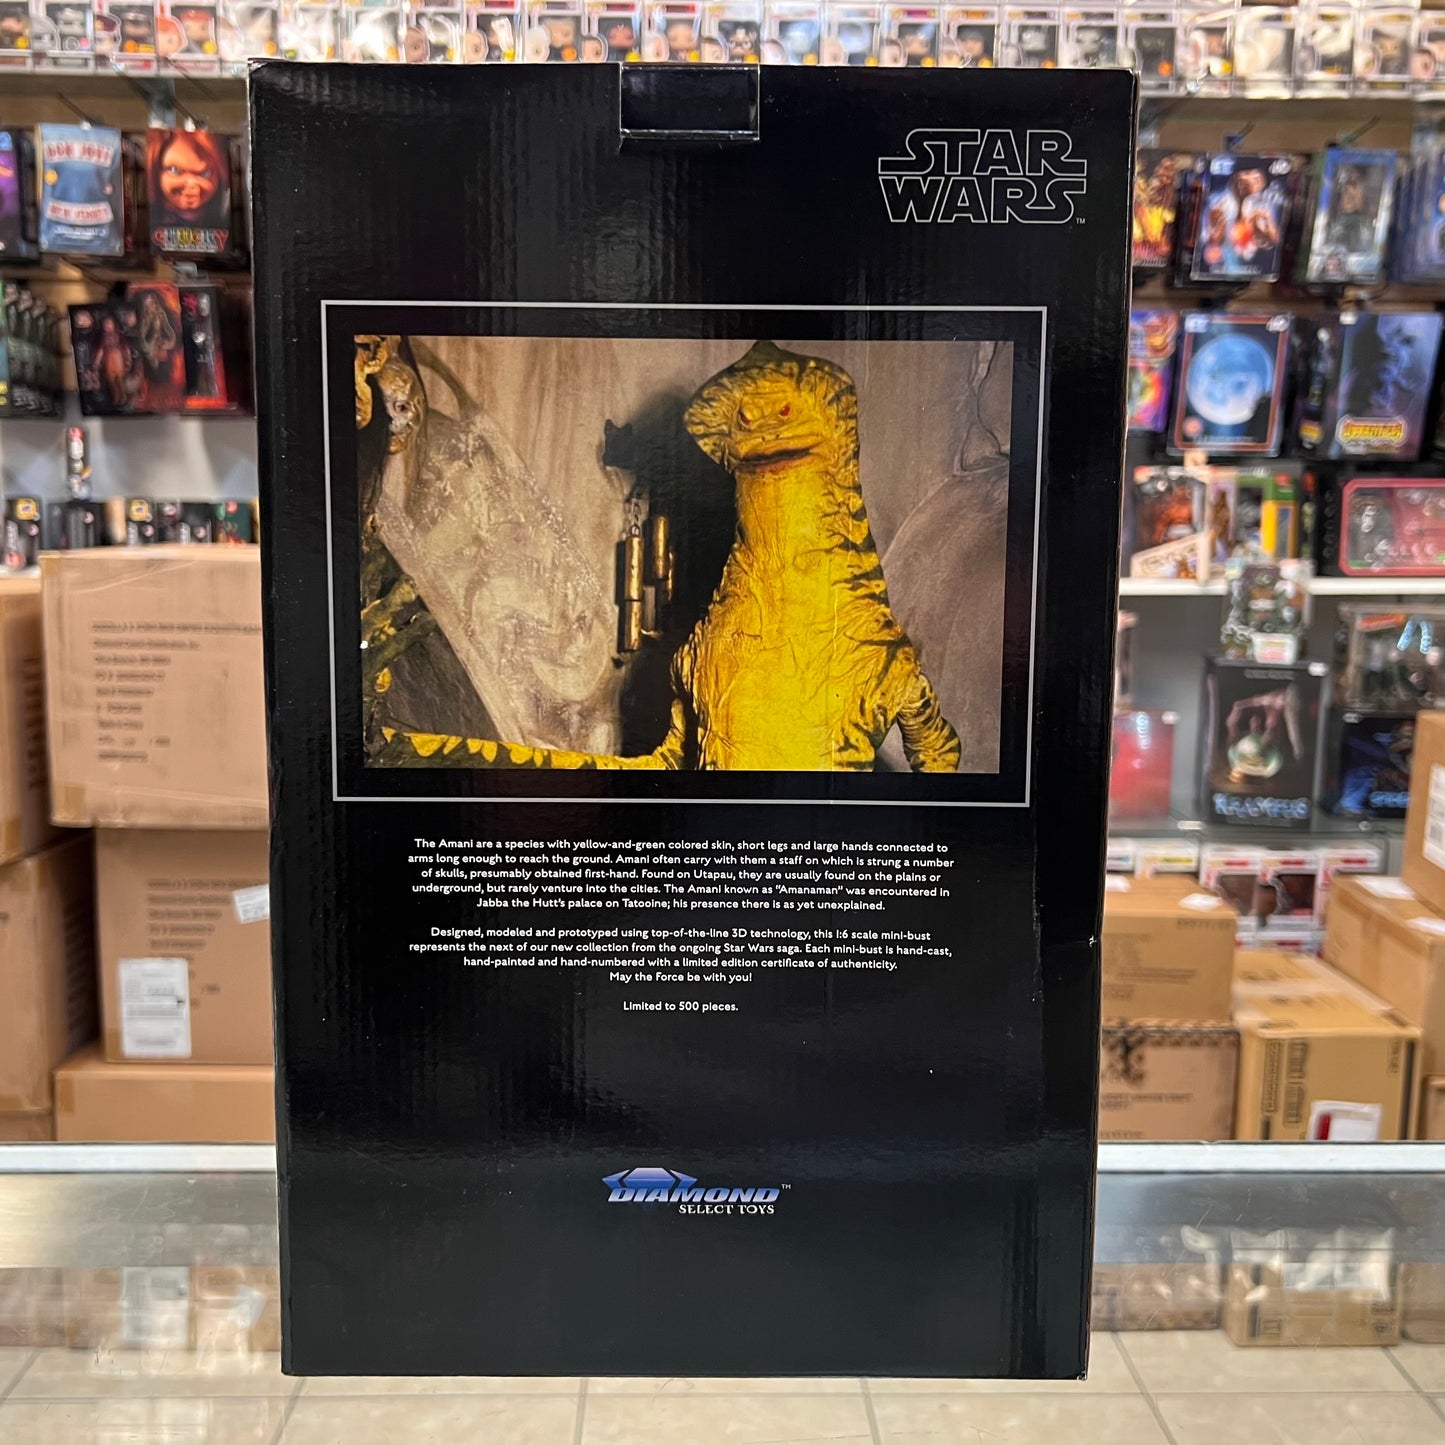 STAR
WARS™
The Amani are a species with yellow-and-green colored skin, short legs and large hands connected to
arms long enough to reach the ground. Amani often carry with them a staff on which is strung a number
of skulls, presumably obtained first-hand. Found on Utapau, they are usually found on the plains or
underground, but rarely venture into the cities. The Amani known as "Amanaman" was encountered in
Jabba the Hutt's palace on Tatooine; his presence there is as yet unexplained.
Designed, modeled and prototyped using top-of-the-line 3D technology, this 1:6 scale mini-bust
represents the next of our new collection from the ongoing Star Wars saga. Each mini-bust is hand-cast,
hand-painted and hand-numbered with a limited edition certificate of authenticity.
May the Force be with you!
Limited to 500 pieces.
DIAMOND™
SELECT TOYS
BON JOVI
CHUCKY
KRAMPUS